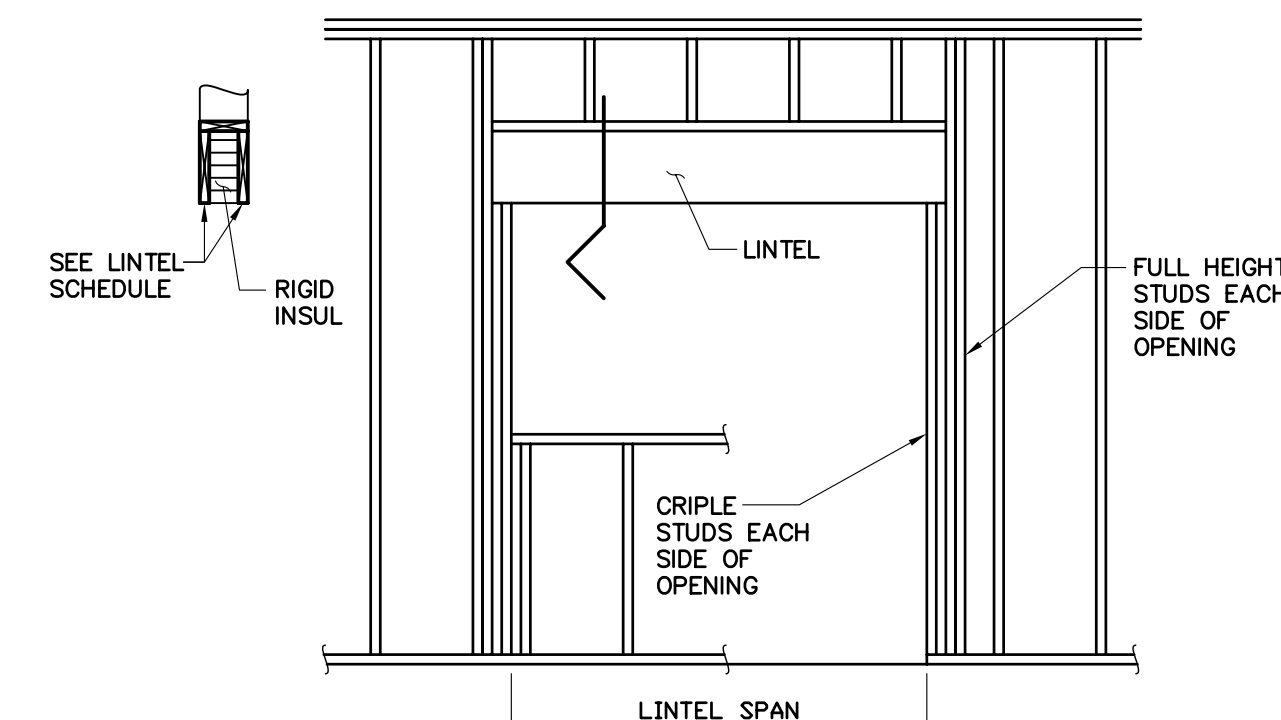 SEE LINTEL
SCHEDULE
RIGID
INSUL
LINTEL
FULL HEIGHT
STUDS EACH
SIDE OF
OPENING
CRIPLE
STUDS EACH
SIDE OF
OPENING
LINTEL SPAN